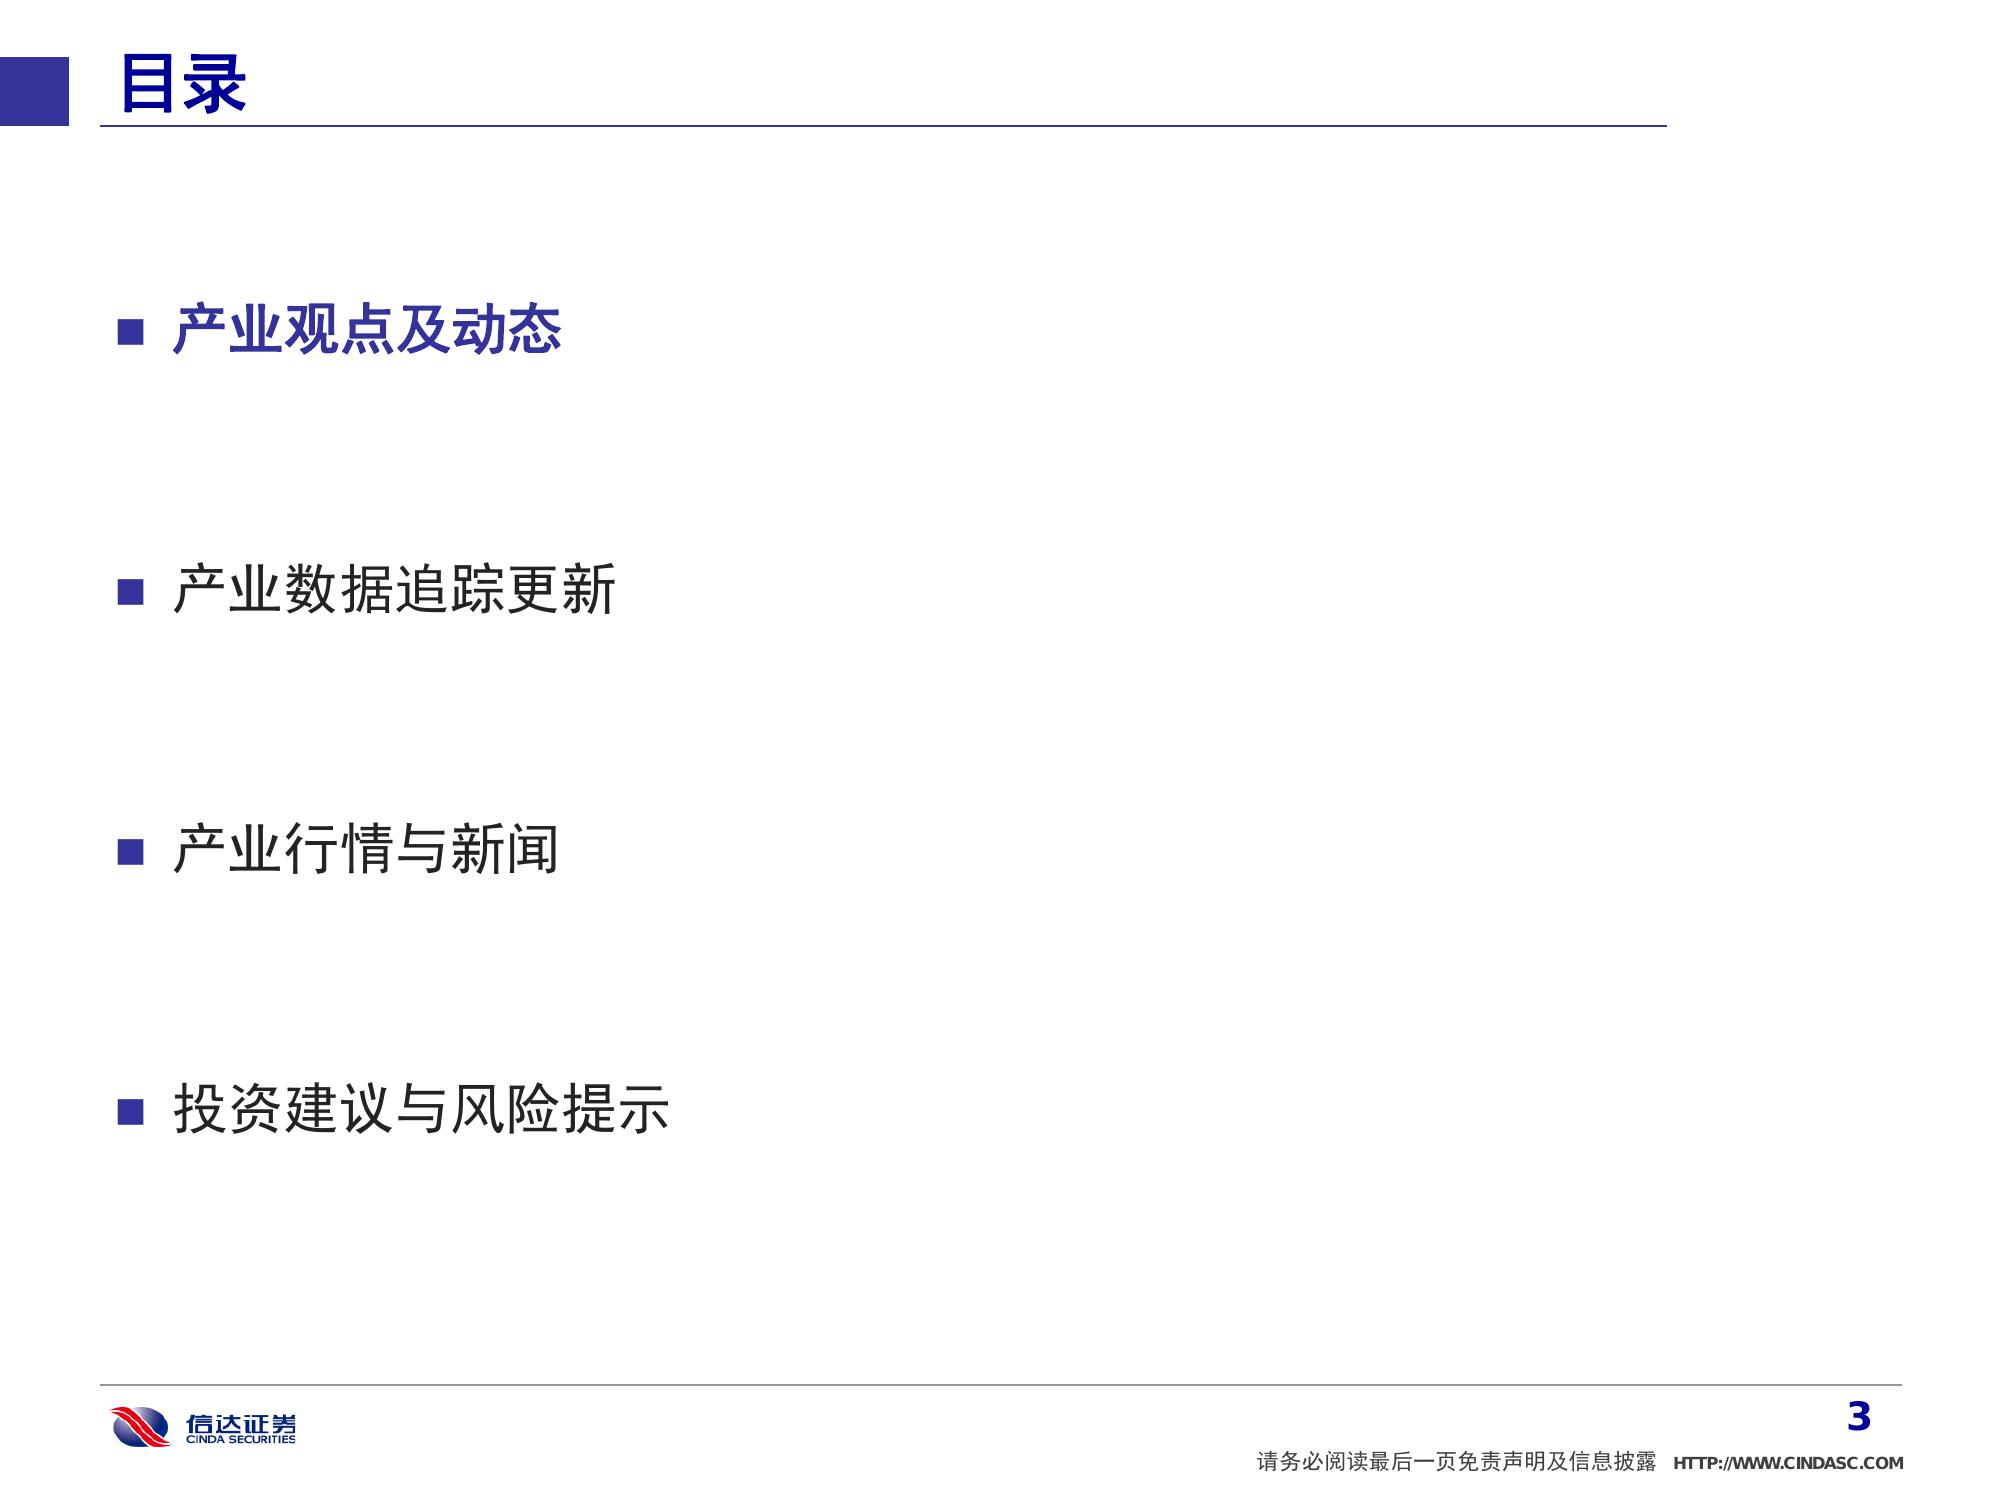 目录
产业观点及动态
产业数据追踪更新
产业行情与新闻
投资建议与风险提示
信达证券
CINDA SECURITIES
3
请务必阅读最后一页免责声明及信息披露 HTTP://WWW.CINDASC.COM